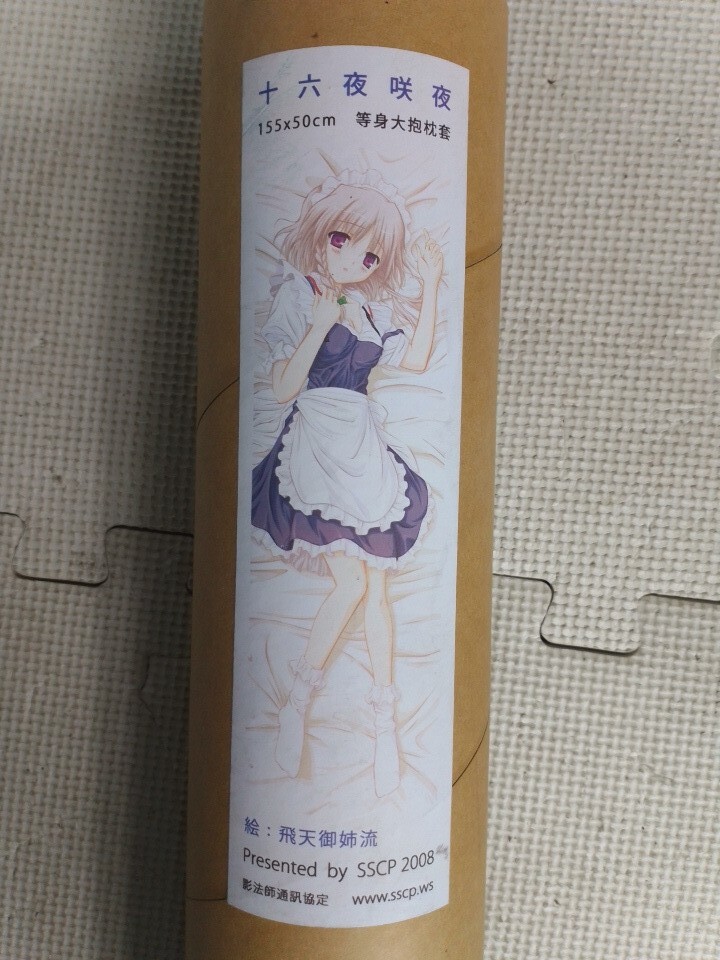 十六夜咲夜
155x50cm 等身大抱枕套
絵：飛天御姉流
Presented by SSCP 2008
影法師通訊協定 www.sscp.ws